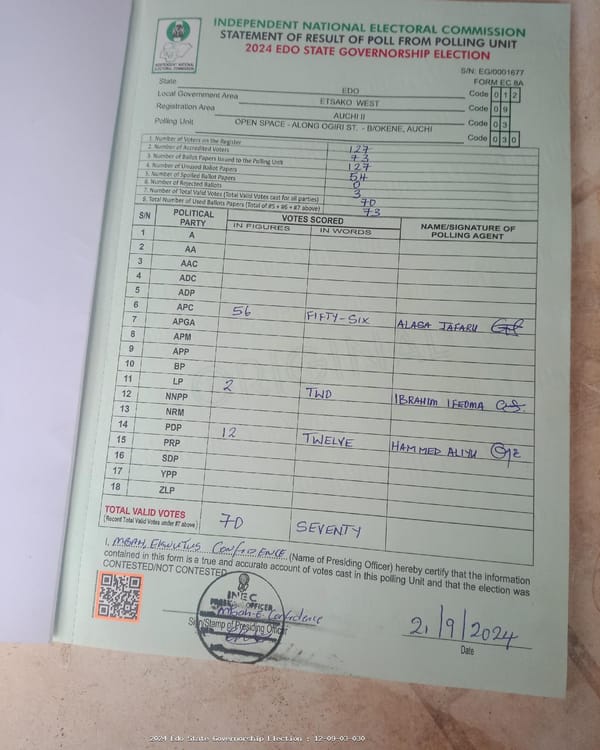 INDEPENDENT NATIONAL ELECTORAL COMMISSION
STATEMENT OF RESULT OF POLL FROM POLLING UNIT
2024 EDO STATE GOVERNORSHIP ELECTION
INDEPENDENT NATIONAL
ELECTORAL COMMISSION
S/N: EG/0001677
FORM EC 8A
State EDO Code 0 1 2
Local Government Area ETSAKO WEST Code 0 9
Registration Area AUCHI II Code 0 3
Polling Unit OPEN SPACE - ALONG OGIRI ST. - B/OKENE, AUCHI Code 0 3 0
1. Number of Voters on the Register 127
2. Number of Accredited Voters 73
3. Number of Ballot Papers Issued to the Polling Unit 127
4. Number of Unused Ballot Papers 54
5. Number of Spoiled Ballot Papers 0
6. Number of Rejected Ballots 3
7. Number of Total Valid Votes (Total Valid Votes cast for all parties) 70
8. Total Number of Used Ballots Papers (Total of #5 + #6 + #7 above) 73
S/N POLITICAL PARTY VOTES SCORED NAME/SIGNATURE OF POLLING AGENT
IN FIGURES IN WORDS
1 A
2 AA
3 AAC
4 ADC
5 ADP
6 APC 56 FIFTY-SIX ALASA JAFARU
7 APGA
8 APM
9 APP
10 BP
11 LP 2 TWO IBRAHIM IFEOMA
12 NNPP
13 NRM
14 PDP 12 TWELVE HAMMED ALIYU
15 PRP
16 SDP
17 YPP
18 ZLP
TOTAL VALID VOTES 70 SEVENTY
(Record Total Valid Votes under #7 above)
I, MBAH, CONFIDENCE (Name of Presiding Officer) hereby certify that the information
contained in this form is a true and accurate account of votes cast in this polling Unit and that the election was
CONTESTED/NOT CONTESTED
INEC
OFFICER
Mbah E. Confidence
Sign/Stamp of Presiding Officer
21/9/2024
Date
2024 Edo State Governorship Election : 12-09-03-030